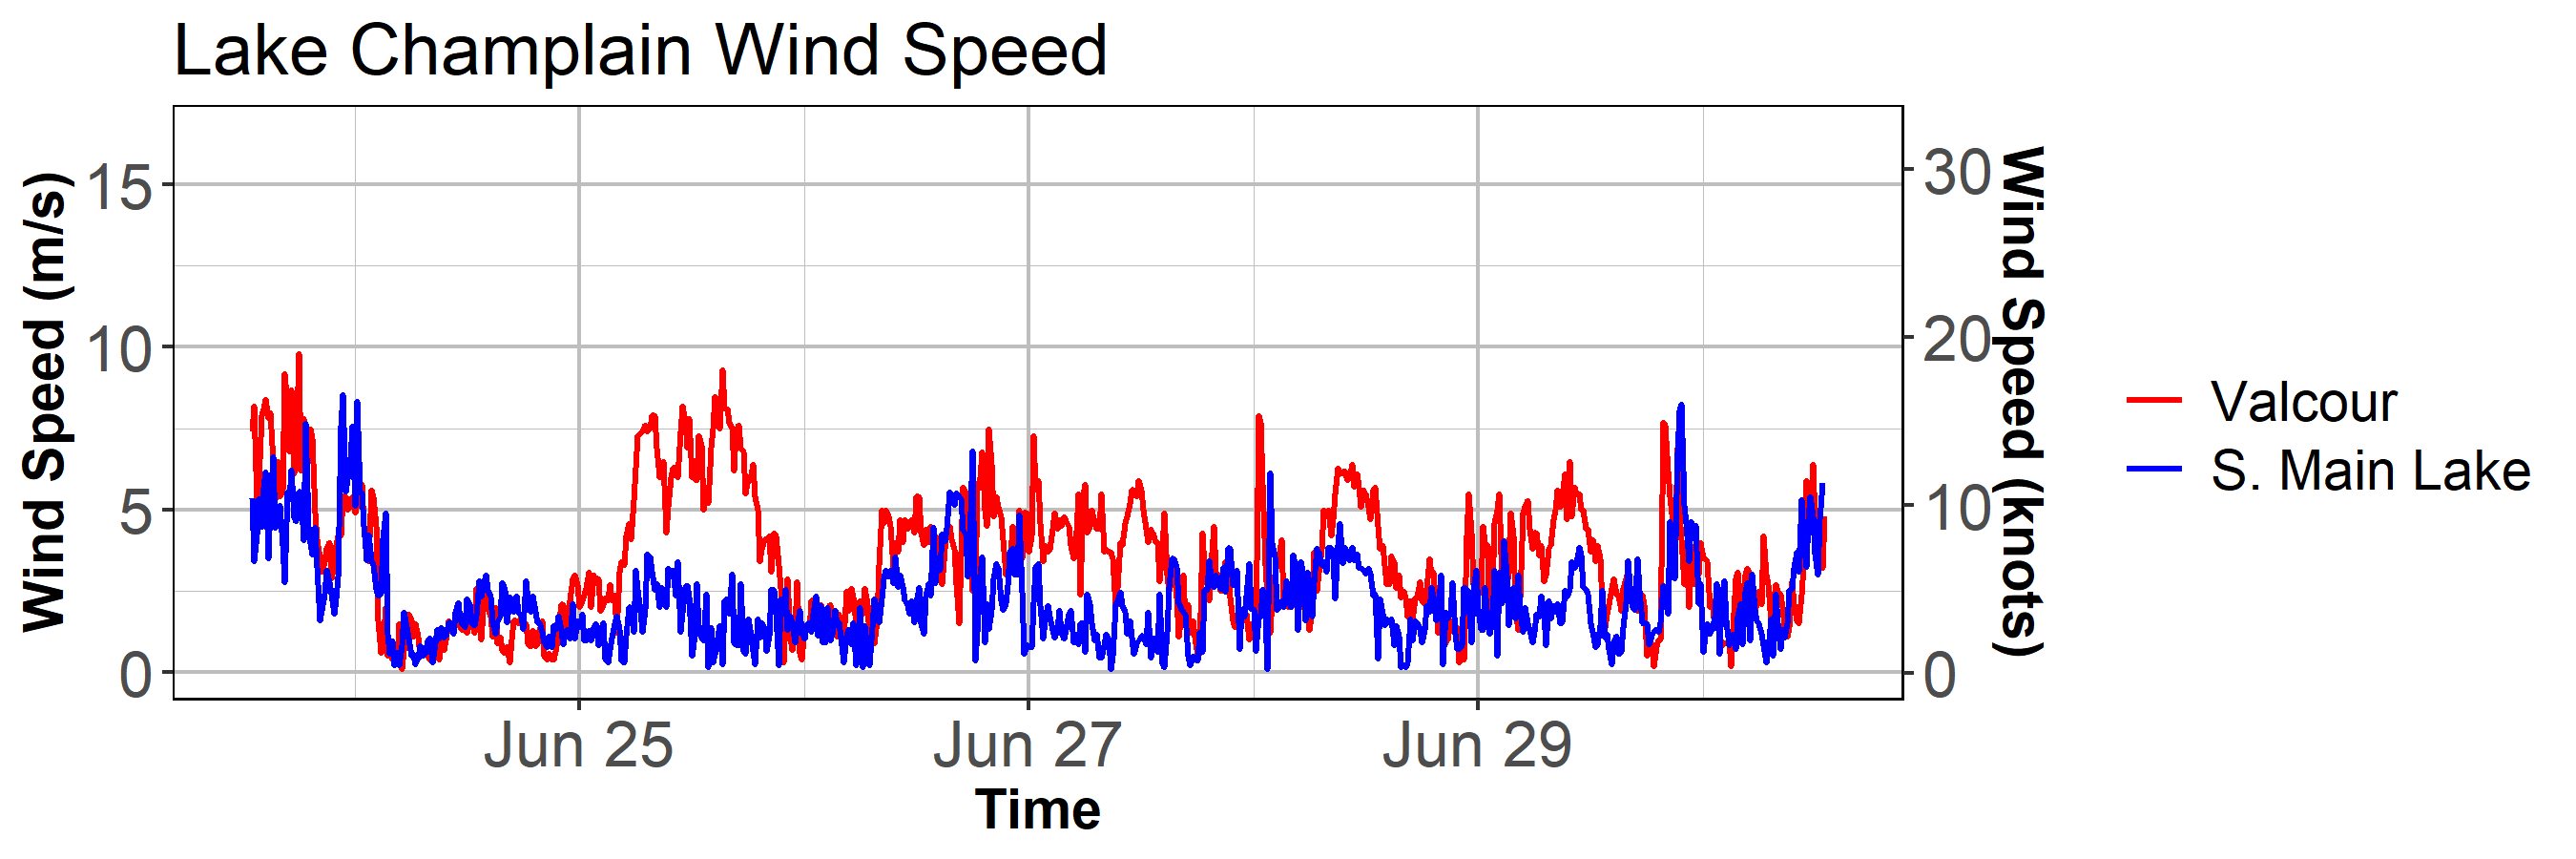 Lake Champlain Wind Speed
Wind Speed (m/s)
15
10
5
0
30
20
10
0
Wind Speed (knots)
Valcour
S. Main Lake
Jun 25
Jun 27
Jun 29
Time